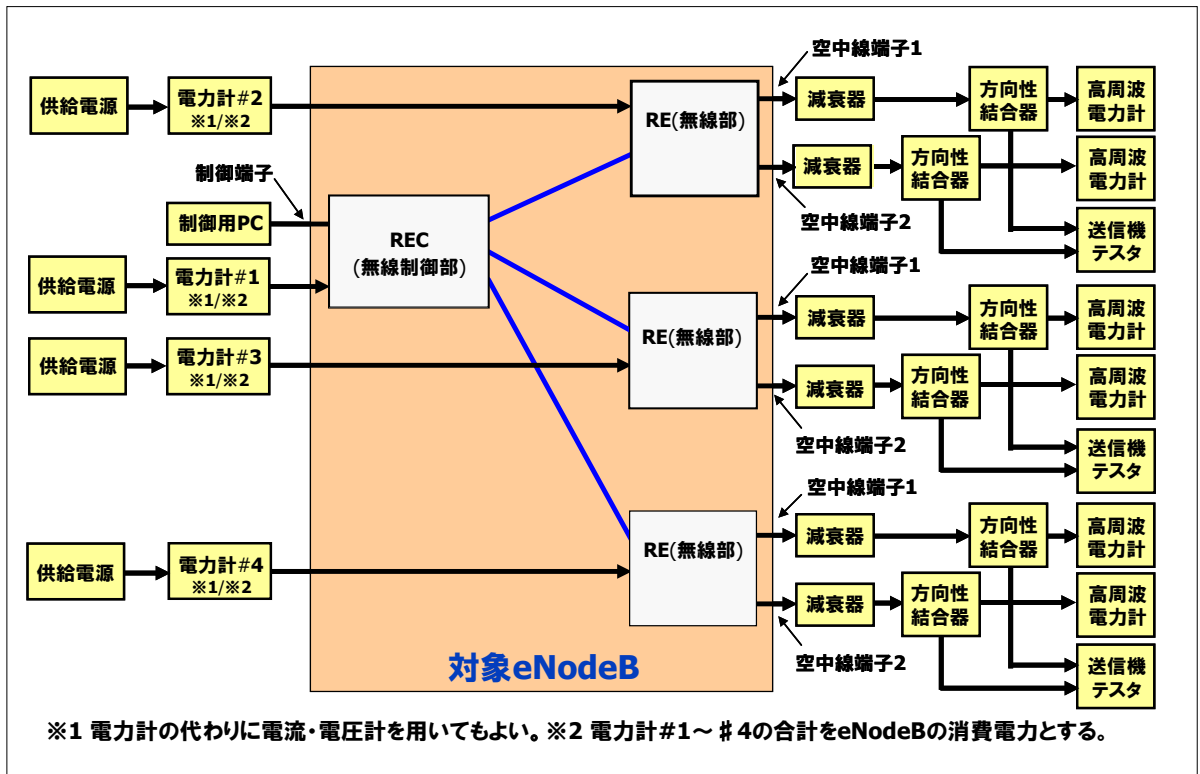 空中線端子1
供給電源
電力計#2
※1/※2
RE(無線部)
減衰器
方向性
結合器
高周波
電力計
減衰器
方向性
結合器
高周波
電力計
空中線端子2
送信機
テスタ
制御端子
制御用PC
REC
(無線制御部)
供給電源
電力計#1
※1/※2
空中線端子1
RE(無線部)
減衰器
方向性
結合器
高周波
電力計
供給電源
電力計#3
※1/※2
減衰器
方向性
結合器
高周波
電力計
空中線端子2
送信機
テスタ
空中線端子1
供給電源
電力計#4
※1/※2
RE(無線部)
減衰器
方向性
結合器
高周波
電力計
減衰器
方向性
結合器
高周波
電力計
空中線端子2
送信機
テスタ
対象eNodeB
※1 電力計の代わりに電流・電圧計を用いてもよい。※2 電力計#1～♯4の合計をeNodeBの消費電力とする。